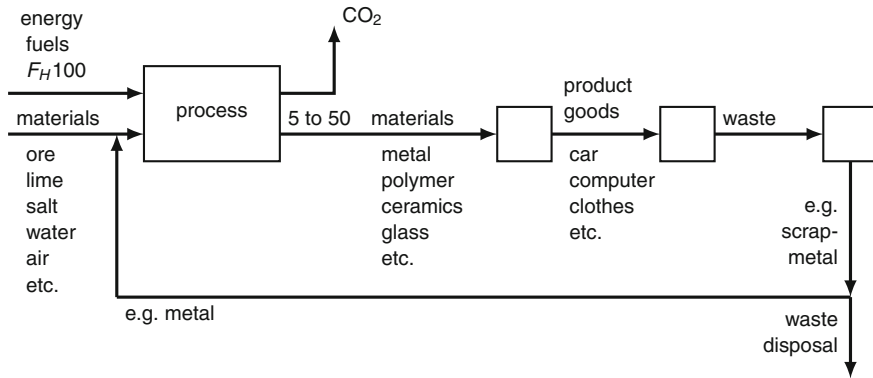 energy
fuels
F_H 100
CO₂
process
materials
5 to 50
materials
product
goods
waste
ore
lime
salt
water
air
etc.
metal
polymer
ceramics
glass
etc.
car
computer
clothes
etc.
e.g.
scrap-
metal
e.g. metal
waste
disposal